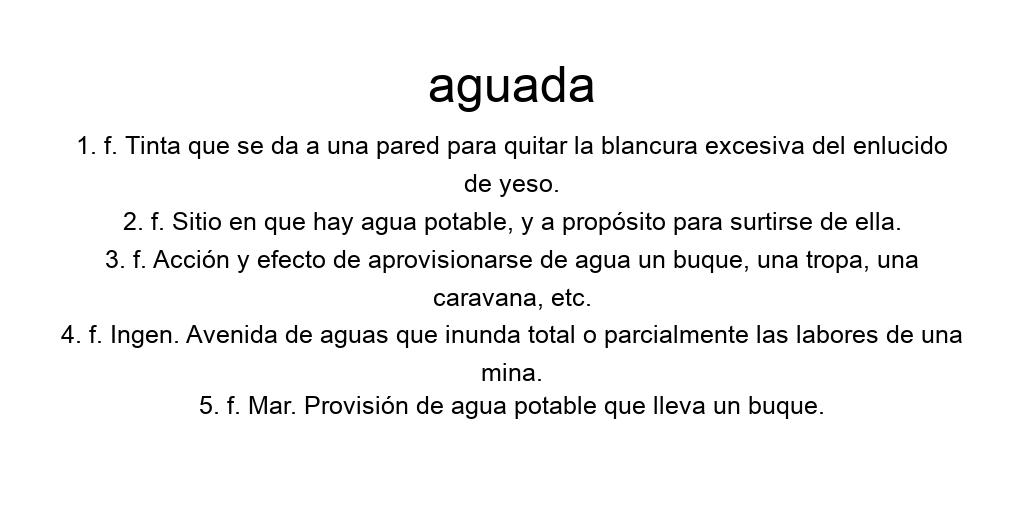 aguada
1. f. Tinta que se da a una pared para quitar la blancura excesiva del enlucido
de yeso.
2. f. Sitio en que hay agua potable, y a propósito para surtirse de ella.
3. f. Acción y efecto de aprovisionarse de agua un buque, una tropa, una
caravana, etc.
4. f. Ingen. Avenida de aguas que inunda total o parcialmente las labores de una
mina.
5. f. Mar. Provisión de agua potable que lleva un buque.